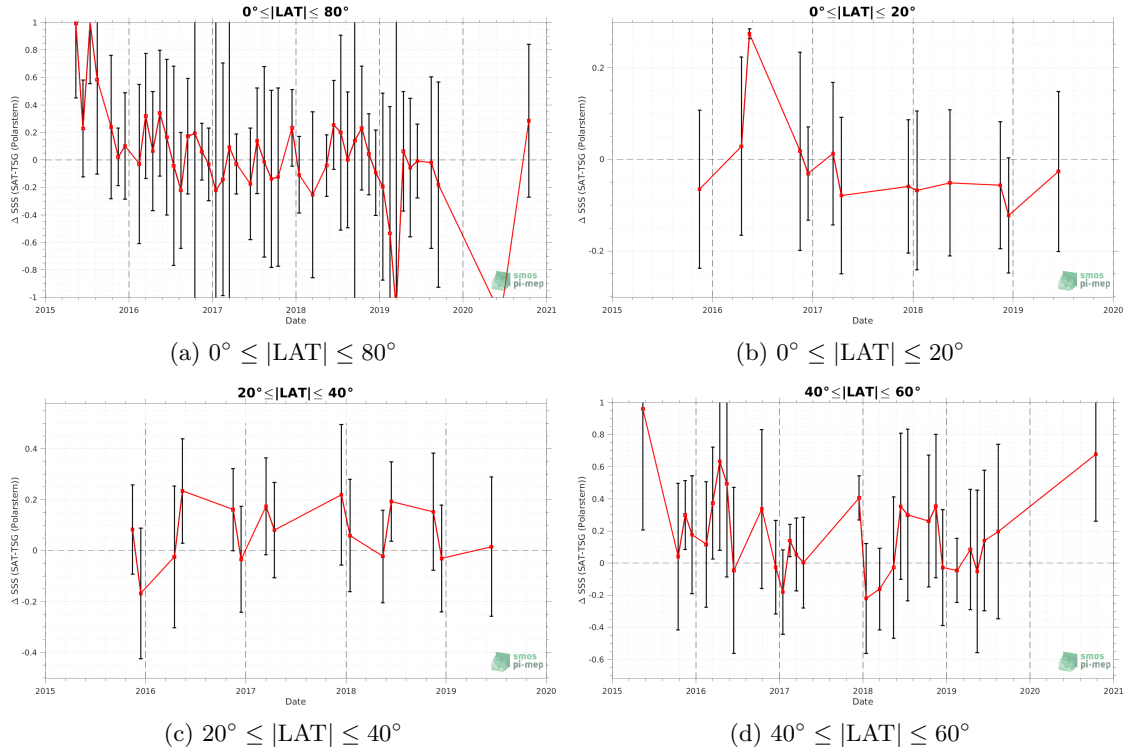 0°≤|LAT|≤ 80°
1
0.8
0.6
0.4
0.2
0
-0.2
-0.4
-0.6
-0.8
-1
Δ SSS (SAT-TSG (Polarstern))
2015
2016
2017
2018
2019
2020
2021
Date
smos
pi-mep
(a) 0° ≤ |LAT| ≤ 80°
0°≤|LAT|≤ 20°
0.2
0
-0.2
Δ SSS (SAT-TSG (Polarstern))
2015
2016
2017
2018
2019
2020
Date
smos
pi-mep
(b) 0° ≤ |LAT| ≤ 20°
20°≤|LAT|≤ 40°
0.4
0.2
0
-0.2
-0.4
Δ SSS (SAT-TSG (Polarstern))
2015
2016
2017
2018
2019
2020
Date
smos
pi-mep
(c) 20° ≤ |LAT| ≤ 40°
40°≤|LAT|≤ 60°
1
0.8
0.6
0.4
0.2
0
-0.2
-0.4
-0.6
Δ SSS (SAT-TSG (Polarstern))
2015
2016
2017
2018
2019
2020
2021
Date
smos
pi-mep
(d) 40° ≤ |LAT| ≤ 60°